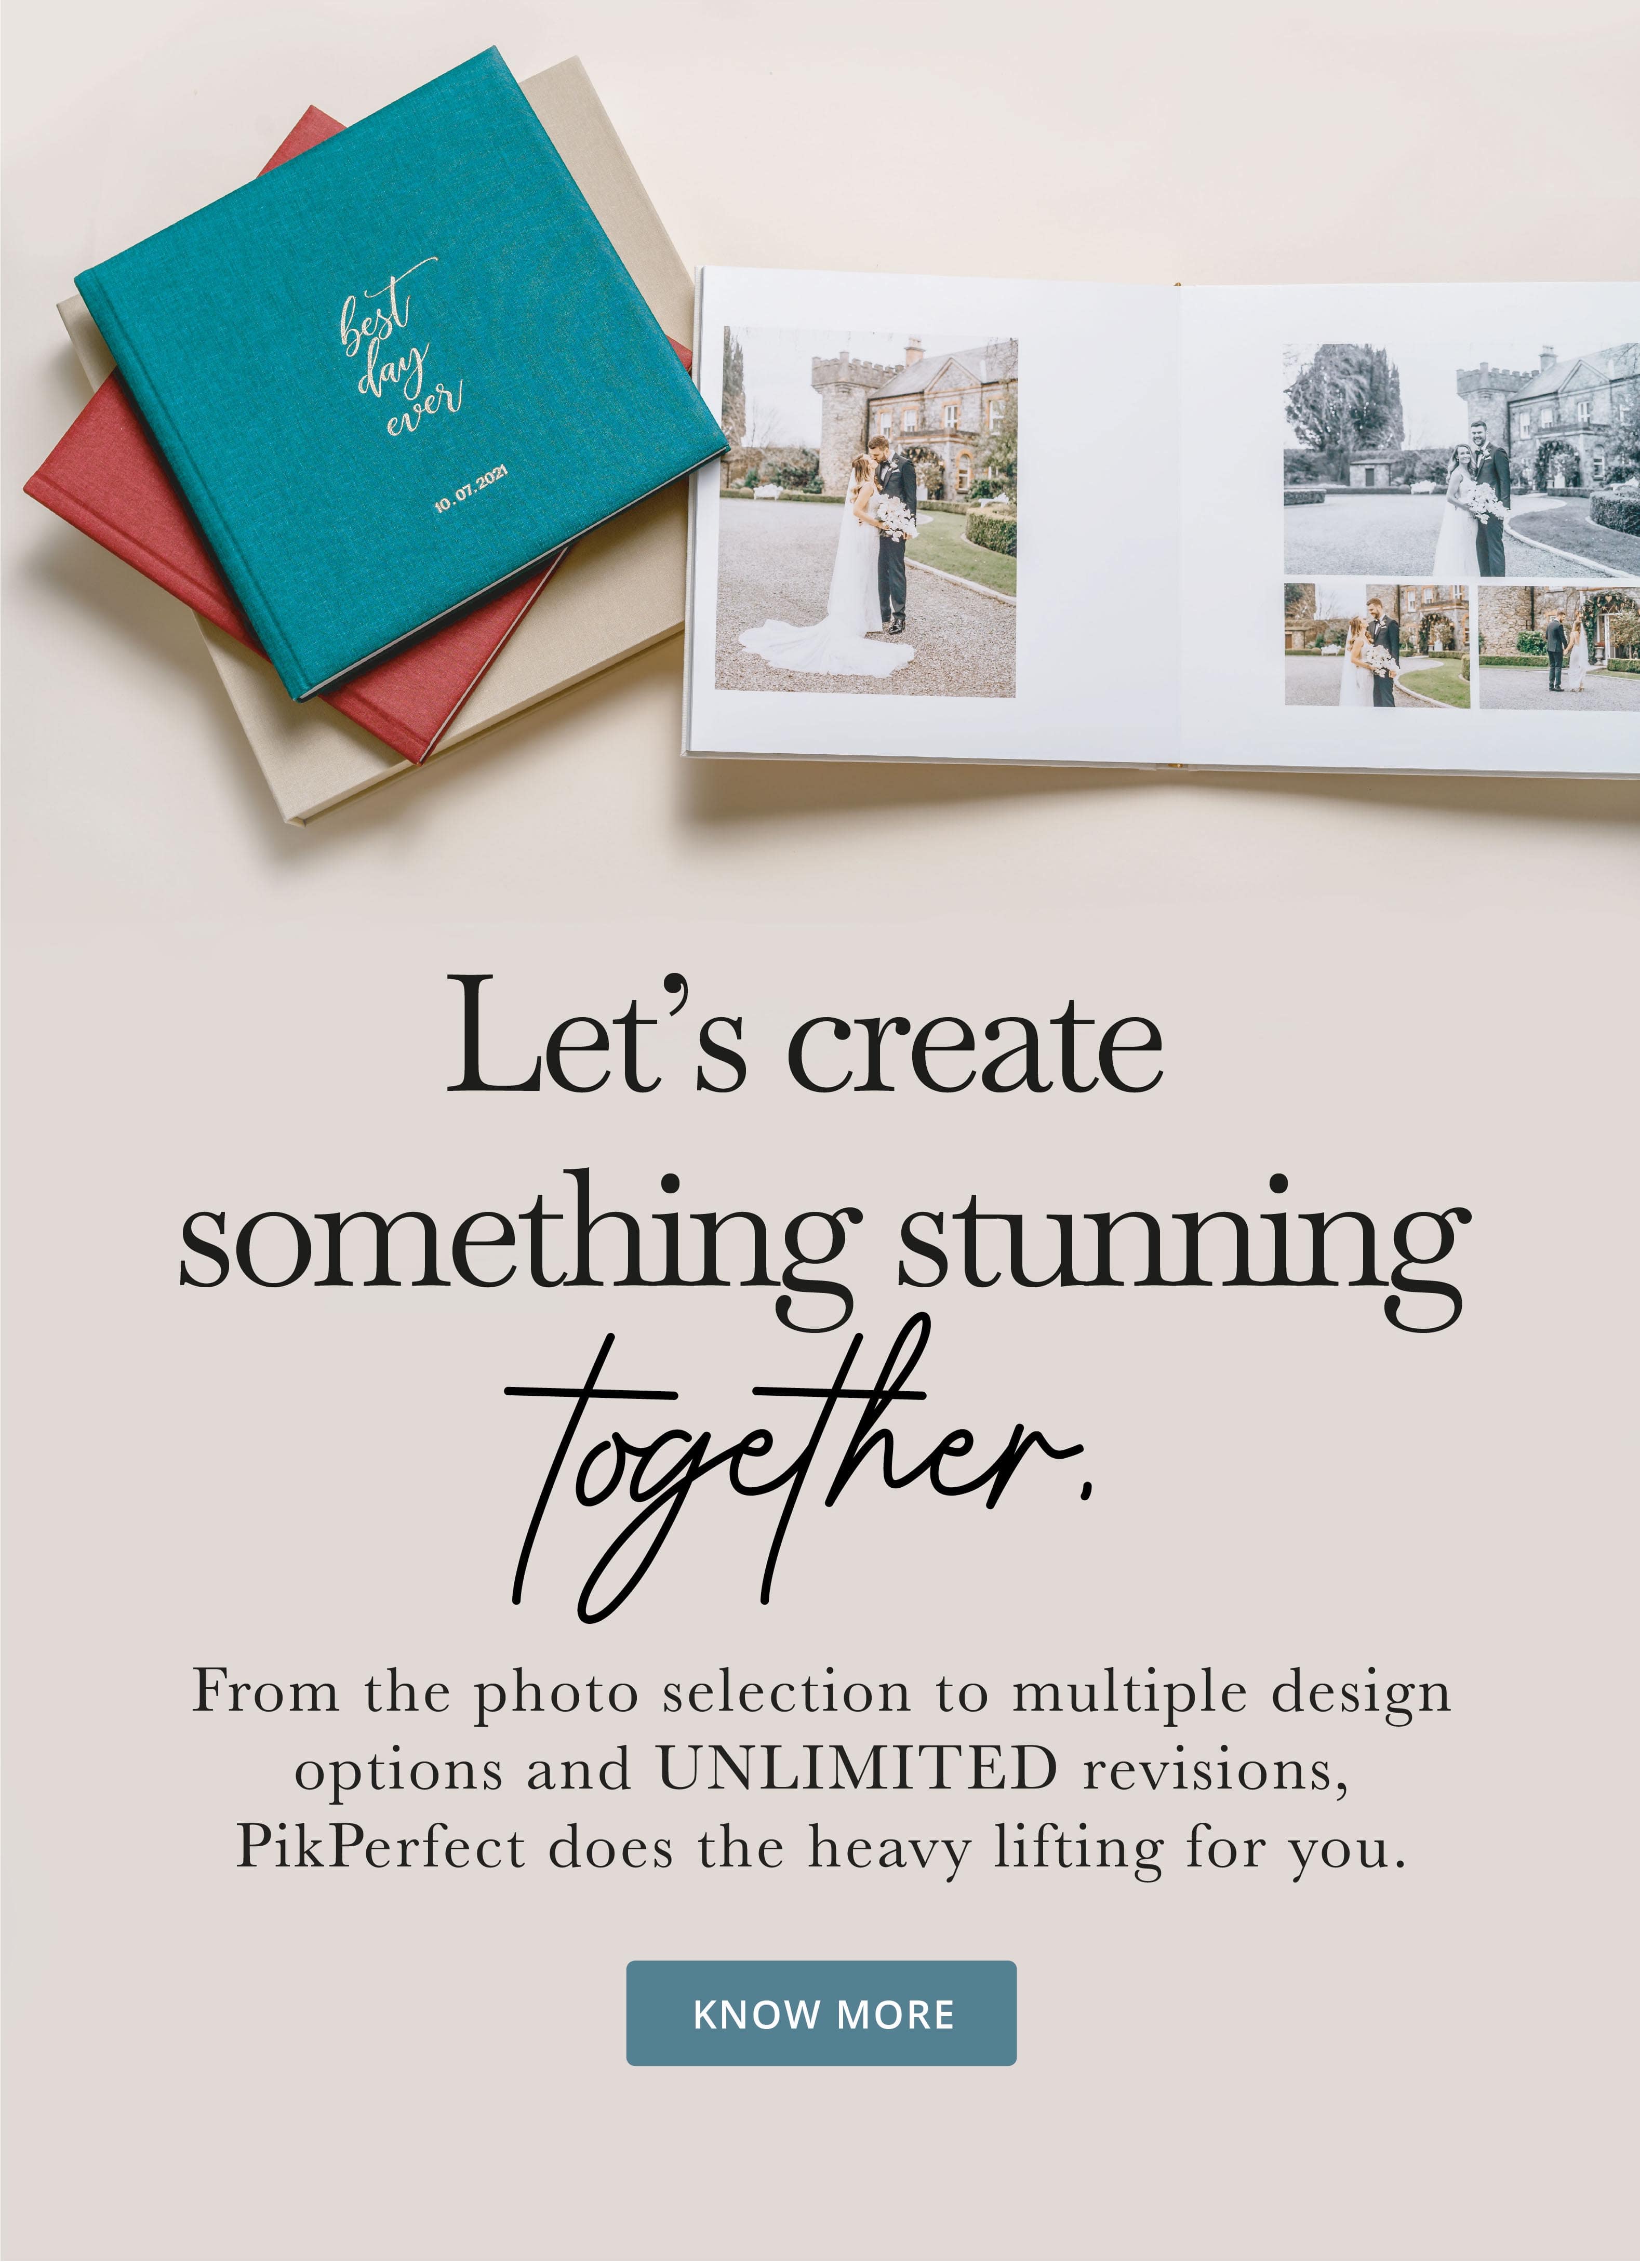 best
day
ever
10.07.2021
Let’s create
something stunning
together.
From the photo selection to multiple design
options and UNLIMITED revisions,
PikPerfect does the heavy lifting for you.
KNOW MORE